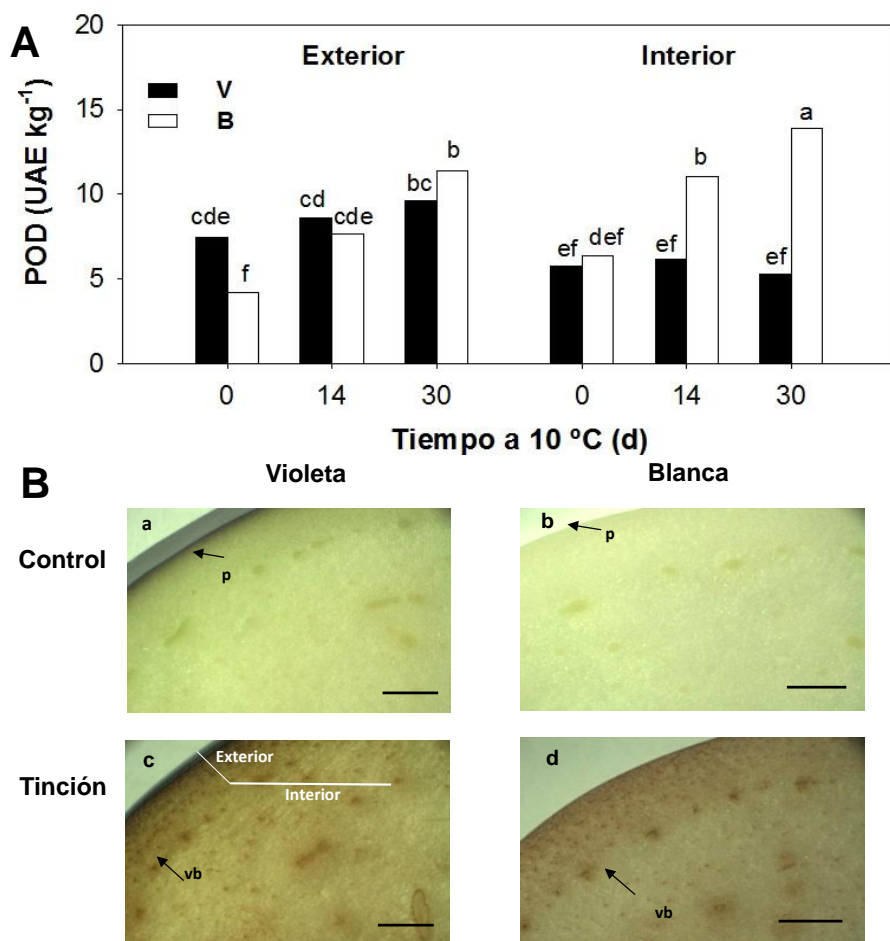 A
POD (UAE kg-1)
20
15
10
5
0
Exterior
Interior
V
B
cde
f
cd
cde
bc
b
ef
def
ef
b
ef
a
0
14
30
0
14
30
Tiempo a 10 ºC (d)
B
Violeta
Blanca
Control
a
p
b
p
Tinción
c
Exterior
Interior
vb
d
vb